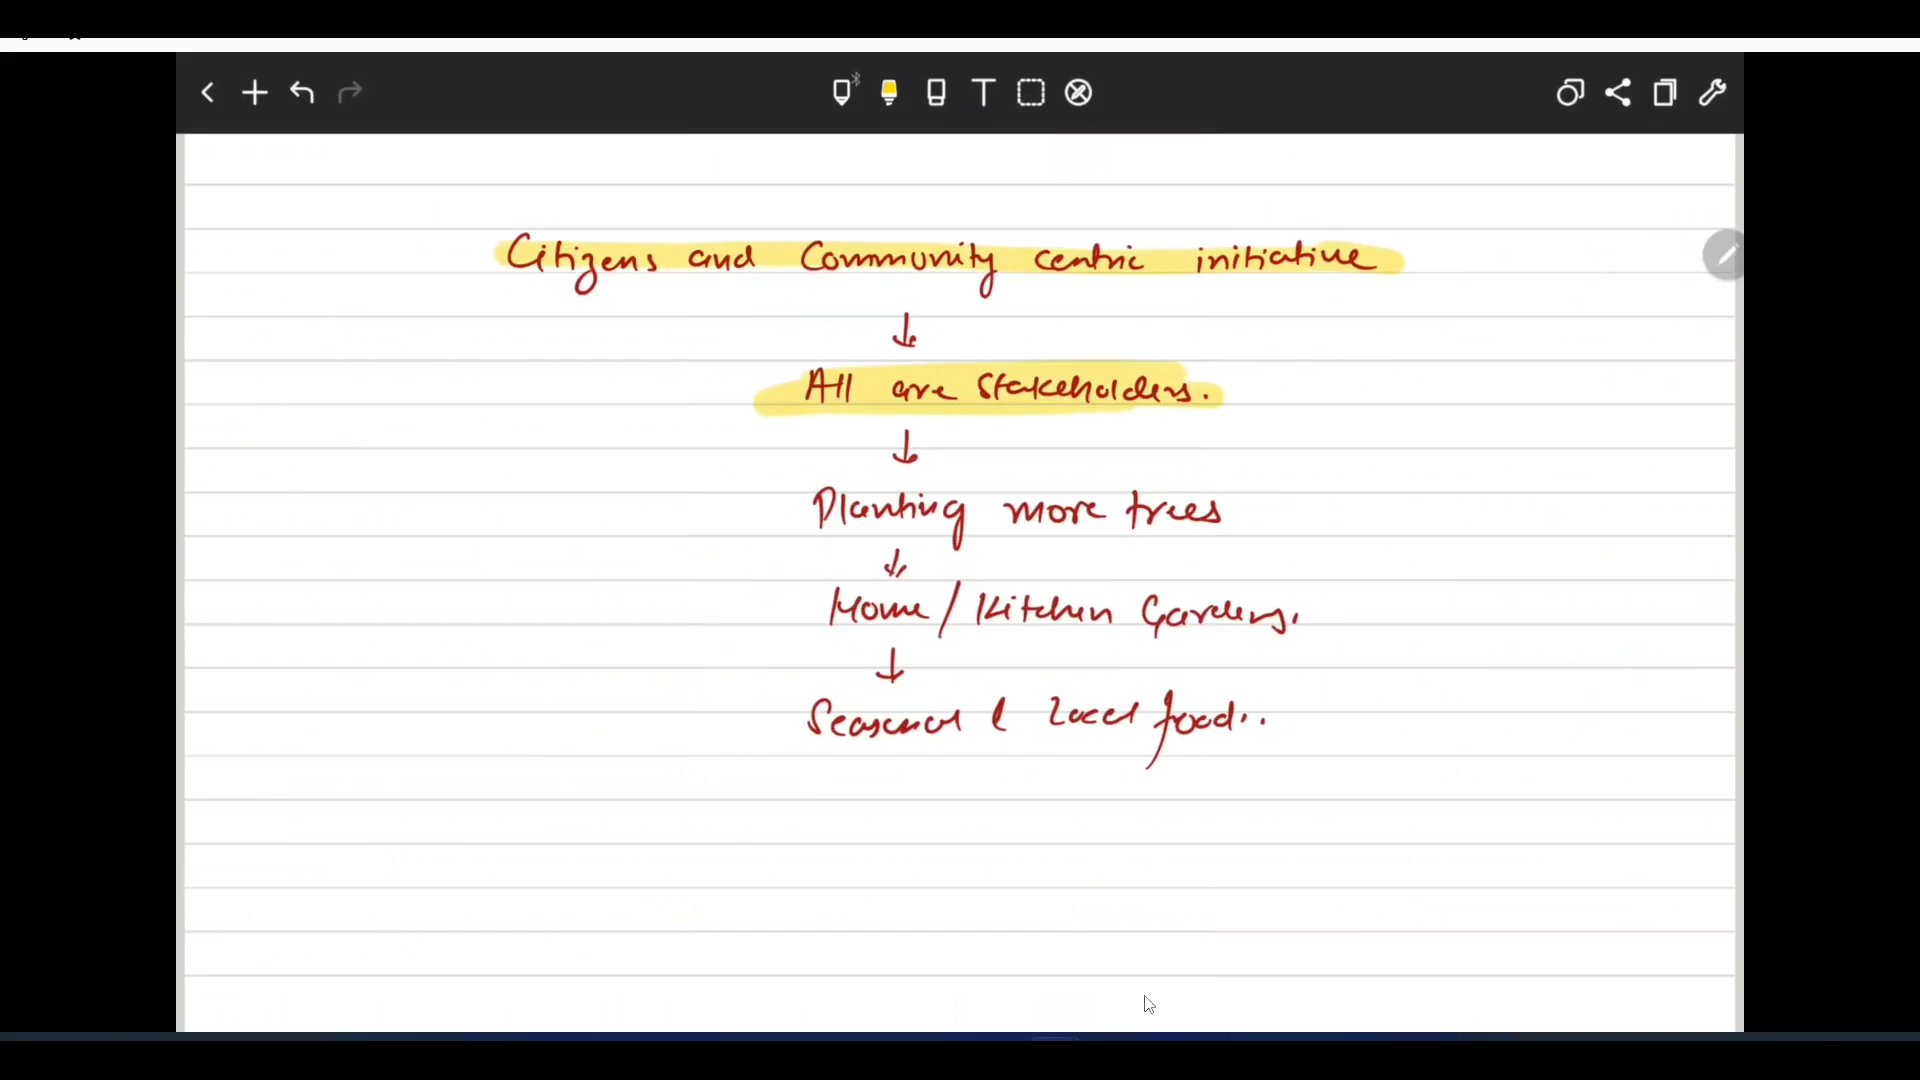 Citizens and Community centric initiative
↓
All are stakeholders.
↓
Planting more trees
↓
Home / Kitchen Gardens.
↓
Seasonal & local food..